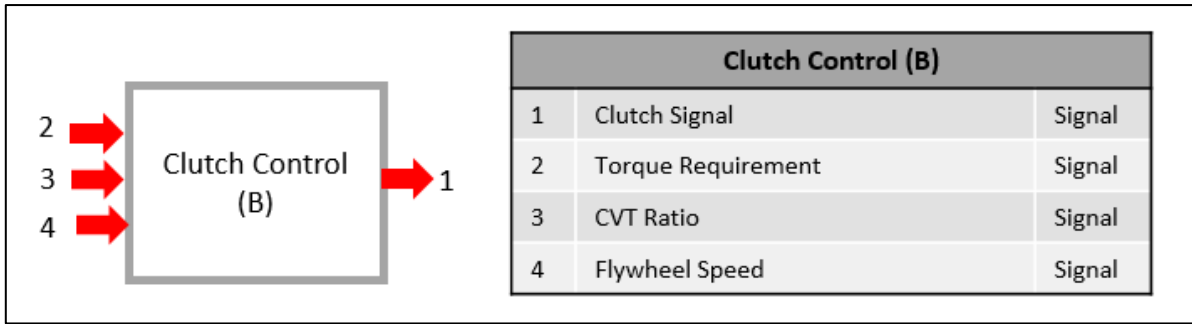 2
3
4
Clutch Control
(B)
1
Clutch Control (B)
1 Clutch Signal Signal
2 Torque Requirement Signal
3 CVT Ratio Signal
4 Flywheel Speed Signal